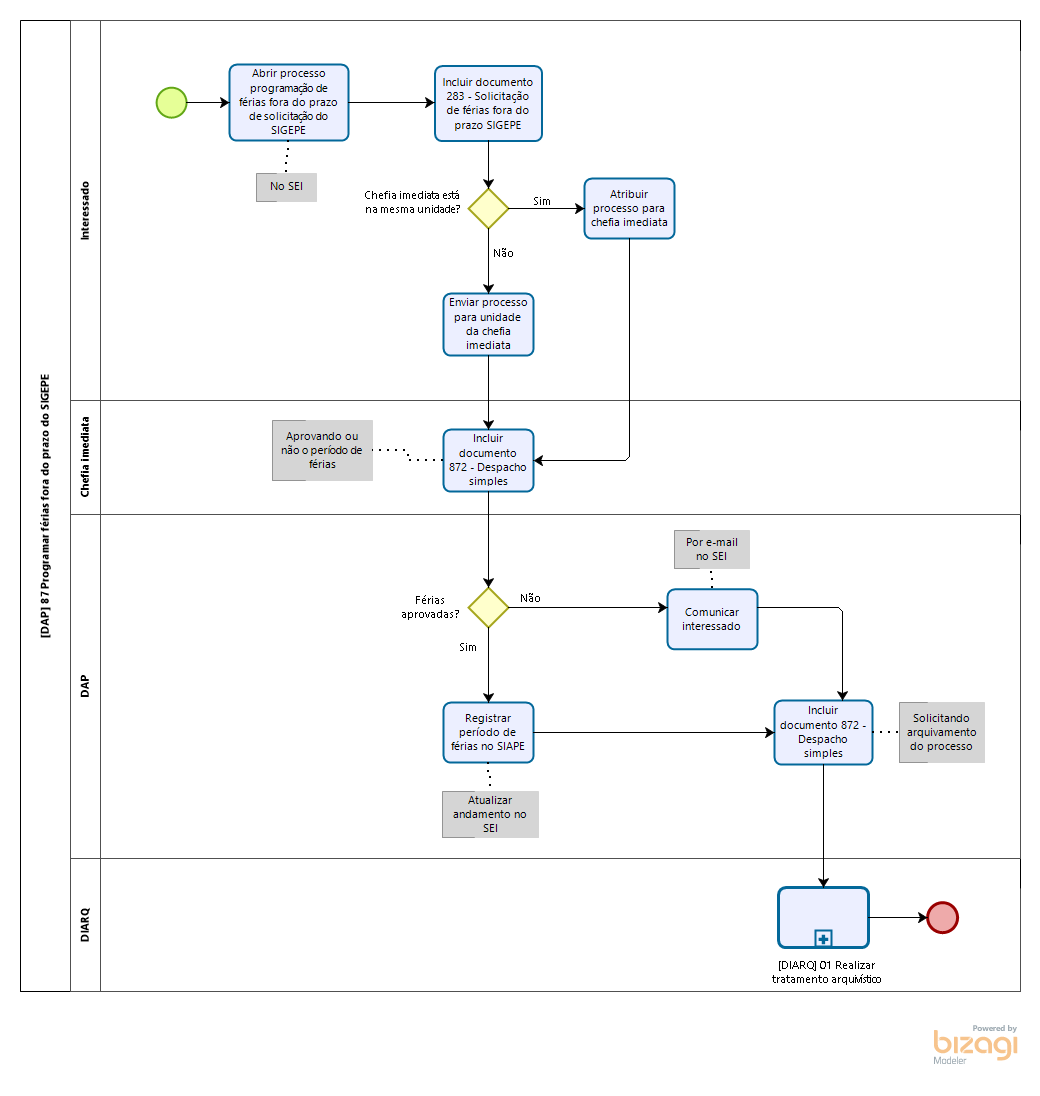 [DAP] 87 Programar férias fora do prazo do SIGEPE
Interessado
Abrir processo
programação de
férias fora do prazo
de solicitação do
SIGEPE
Incluir documento
283 - Solicitação
de férias fora do
prazo SIGEPE
No SEI
Chefia imediata está
na mesma unidade?
Sim
Atribuir
processo para
chefia imediata
Não
Enviar processo
para unidade
da chefia
imediata
Chefia imediata
Aprovando ou
não o período de
férias
Incluir
documento
872 - Despacho
simples
DAP
Por e-mail
no SEI
Férias
aprovadas?
Não
Comunicar
interessado
Sim
Registrar
período de
férias no SIAPE
Incluir
documento 872 -
Despacho
simples
Solicitando
arquivamento
do processo
Atualizar
andamento no
SEI
DIARQ
[DIARQ] 01 Realizar
tratamento arquivístico
Powered by
bizagi
Modeler